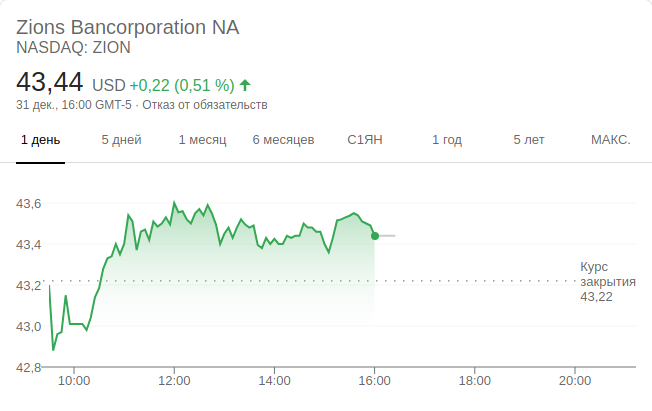 Zions Bancorporation NA
NASDAQ: ZION
43,44 USD +0,22 (0,51 %)
31 дек., 16:00 GMT-5 · Отказ от обязательств
1 день 5 дней 1 месяц 6 месяцев С1ЯН 1 год 5 лет МАКС.
43,6
43,4
Курс
закрытия
43,2
43,22
43,0
42,8
10:00 12:00 14:00 16:00 18:00 20:00